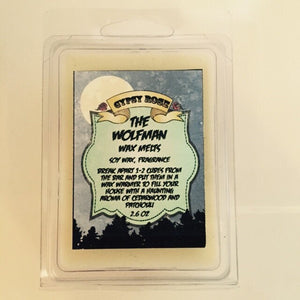 GYPSY ROSE
THE
WOLFMAN
WAX MELTS
SOY WAX, FRAGRANCE
BREAK APART 1-2 CUBES FROM
THE BAR AND PUT THEM IN A
WAX WARMER TO FILL YOUR
HOUSE WITH A HAUNTING
AROMA OF CEDARWOOD AND
PATCHOULI
2.6 OZ